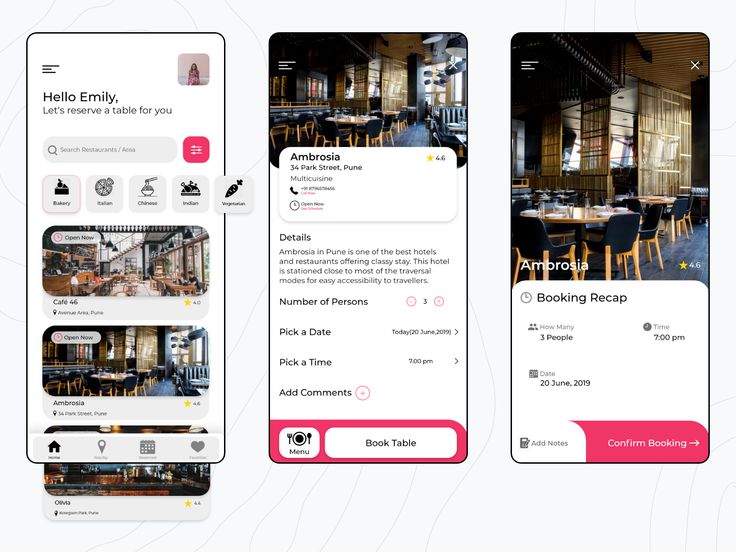 Hello Emily,
Let's reserve a table for you
Search Restaurants / Area
Bakery
Italian
Chinese
Indian
Vegetarian
Open Now
Café 46
4.0
Avenue Area, Pune
Open Now
Ambrosia
4.6
34 Park Street, Pune
Home
Nearby
Reserved
Favorites
Olivia
4.4
Koregaon Park, Pune
Ambrosia
4.6
34 Park Street, Pune
Multicuisine
+91 8796578456
Call Now
Open Now
See Schedule
Details
Ambrosia in Pune is one of the best hotels
and restaurants offering classy stay. This hotel
is stationed close to most of the traversal
modes for easy accessibility to travellers.
Number of Persons
- 3 +
Pick a Date
Today(20 June,2019)
Pick a Time
7.00 pm
Add Comments +
Menu
Book Table
Ambrosia
4.6
Booking Recap
How Many
3 People
Time
7:00 pm
Date
20 June, 2019
Add Notes
Confirm Booking